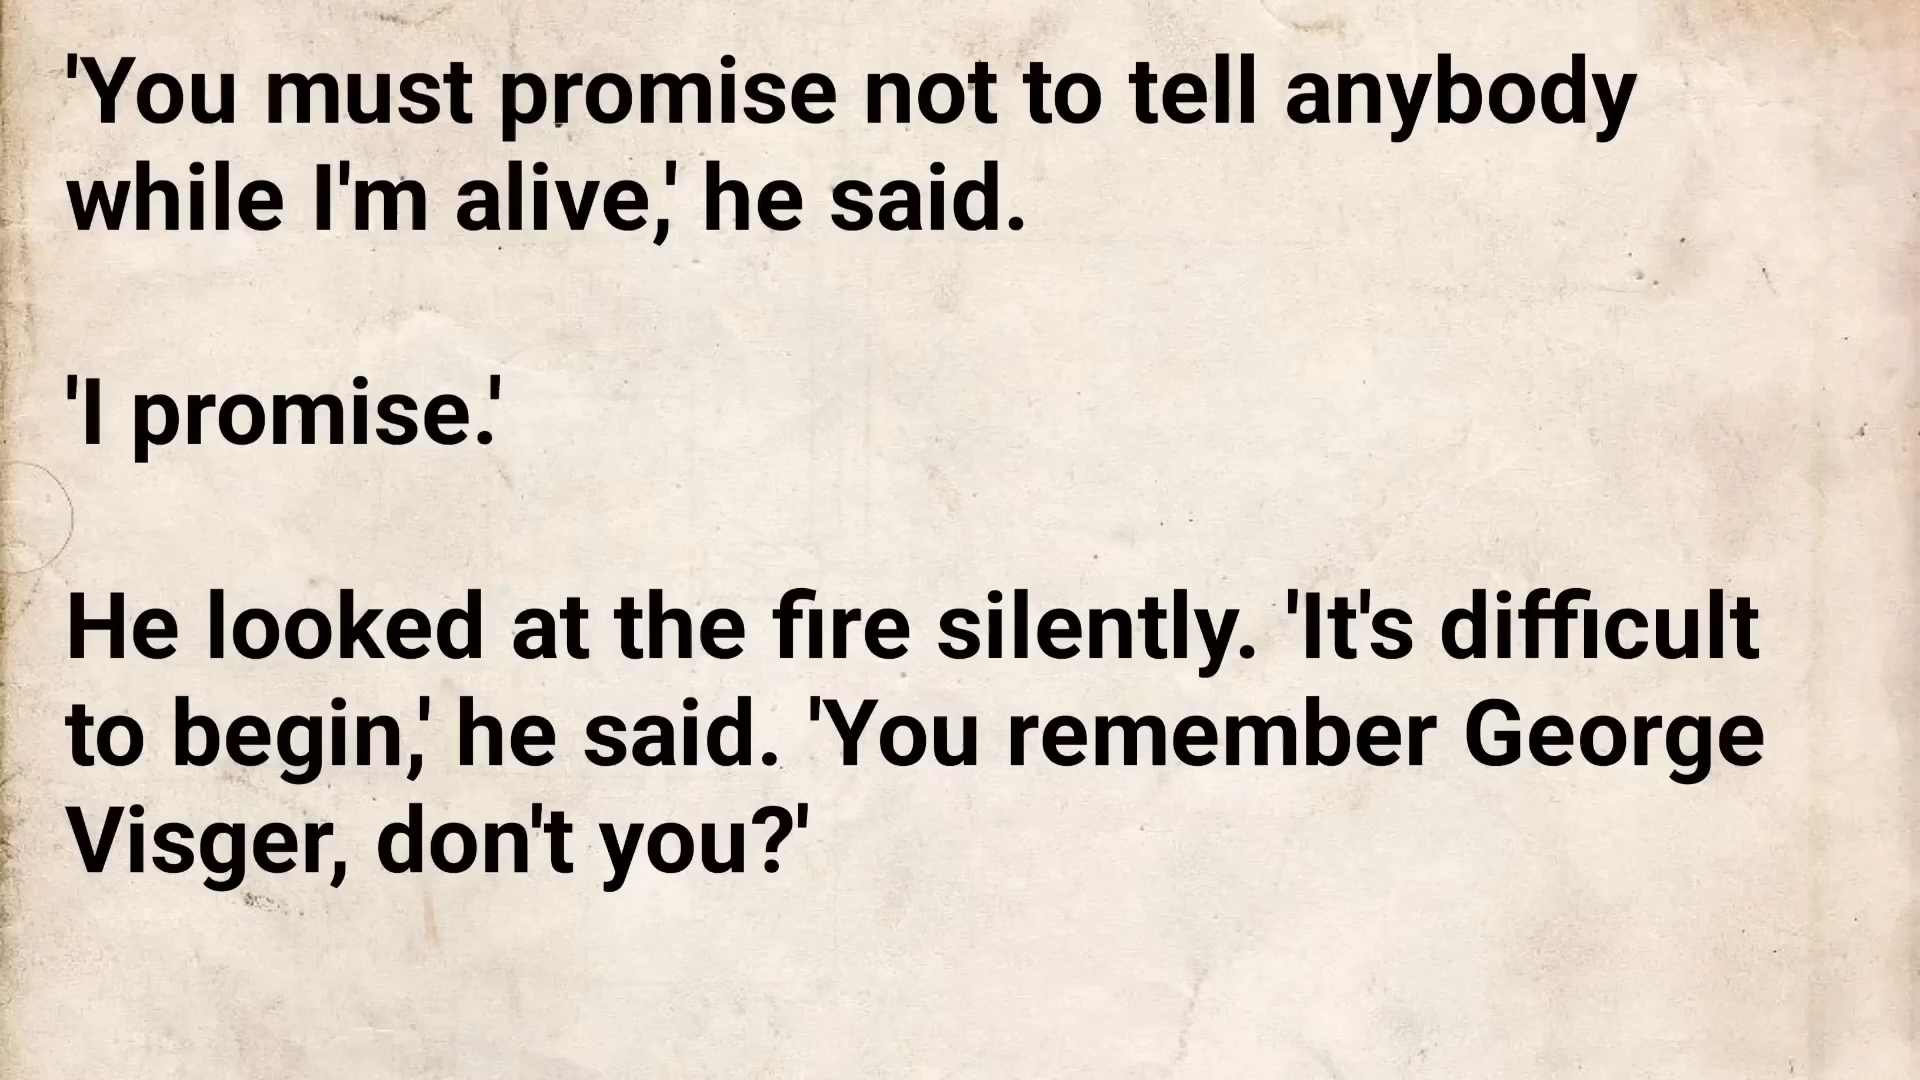 'You must promise not to tell anybody
while I'm alive,' he said.
'I promise.'
He looked at the fire silently. 'It's difficult
to begin,' he said. 'You remember George
Visger, don't you?'